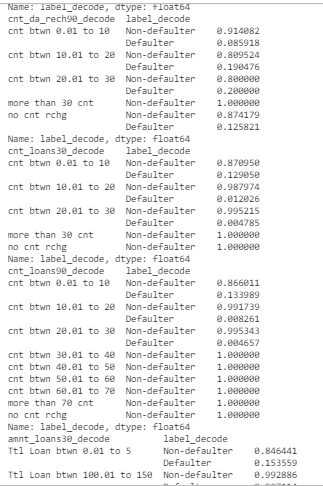 Name: label_decode, dtype: float64
cnt_da_rech90_decode label_decode
cnt btwn 0.01 to 10 Non-defaulter 0.914082
Defaulter 0.085918
cnt btwn 10.01 to 20 Non-defaulter 0.809524
Defaulter 0.190476
cnt btwn 20.01 to 30 Non-defaulter 0.800000
Defaulter 0.200000
more than 30 cnt Non-defaulter 1.000000
no cnt rchg Non-defaulter 0.874179
Defaulter 0.125821
Name: label_decode, dtype: float64
cnt_loans30_decode label_decode
cnt btwn 0.01 to 10 Non-defaulter 0.870950
Defaulter 0.129050
cnt btwn 10.01 to 20 Non-defaulter 0.987974
Defaulter 0.012026
cnt btwn 20.01 to 30 Non-defaulter 0.995215
Defaulter 0.004785
more than 30 cnt Non-defaulter 1.000000
no cnt rchg Non-defaulter 1.000000
Name: label_decode, dtype: float64
cnt_loans90_decode label_decode
cnt btwn 0.01 to 10 Non-defaulter 0.866011
Defaulter 0.133989
cnt btwn 10.01 to 20 Non-defaulter 0.991739
Defaulter 0.008261
cnt btwn 20.01 to 30 Non-defaulter 0.995343
Defaulter 0.004657
cnt btwn 30.01 to 40 Non-defaulter 1.000000
cnt btwn 40.01 to 50 Non-defaulter 1.000000
cnt btwn 50.01 to 60 Non-defaulter 1.000000
cnt btwn 60.01 to 70 Non-defaulter 1.000000
more than 70 cnt Non-defaulter 1.000000
no cnt rchg Non-defaulter 1.000000
Name: label_decode, dtype: float64
amnt_loans30_decode label_decode
Ttl Loan btwn 0.01 to 5 Non-defaulter 0.846441
Defaulter 0.153559
Ttl Loan btwn 100.01 to 150 Non-defaulter 0.992886